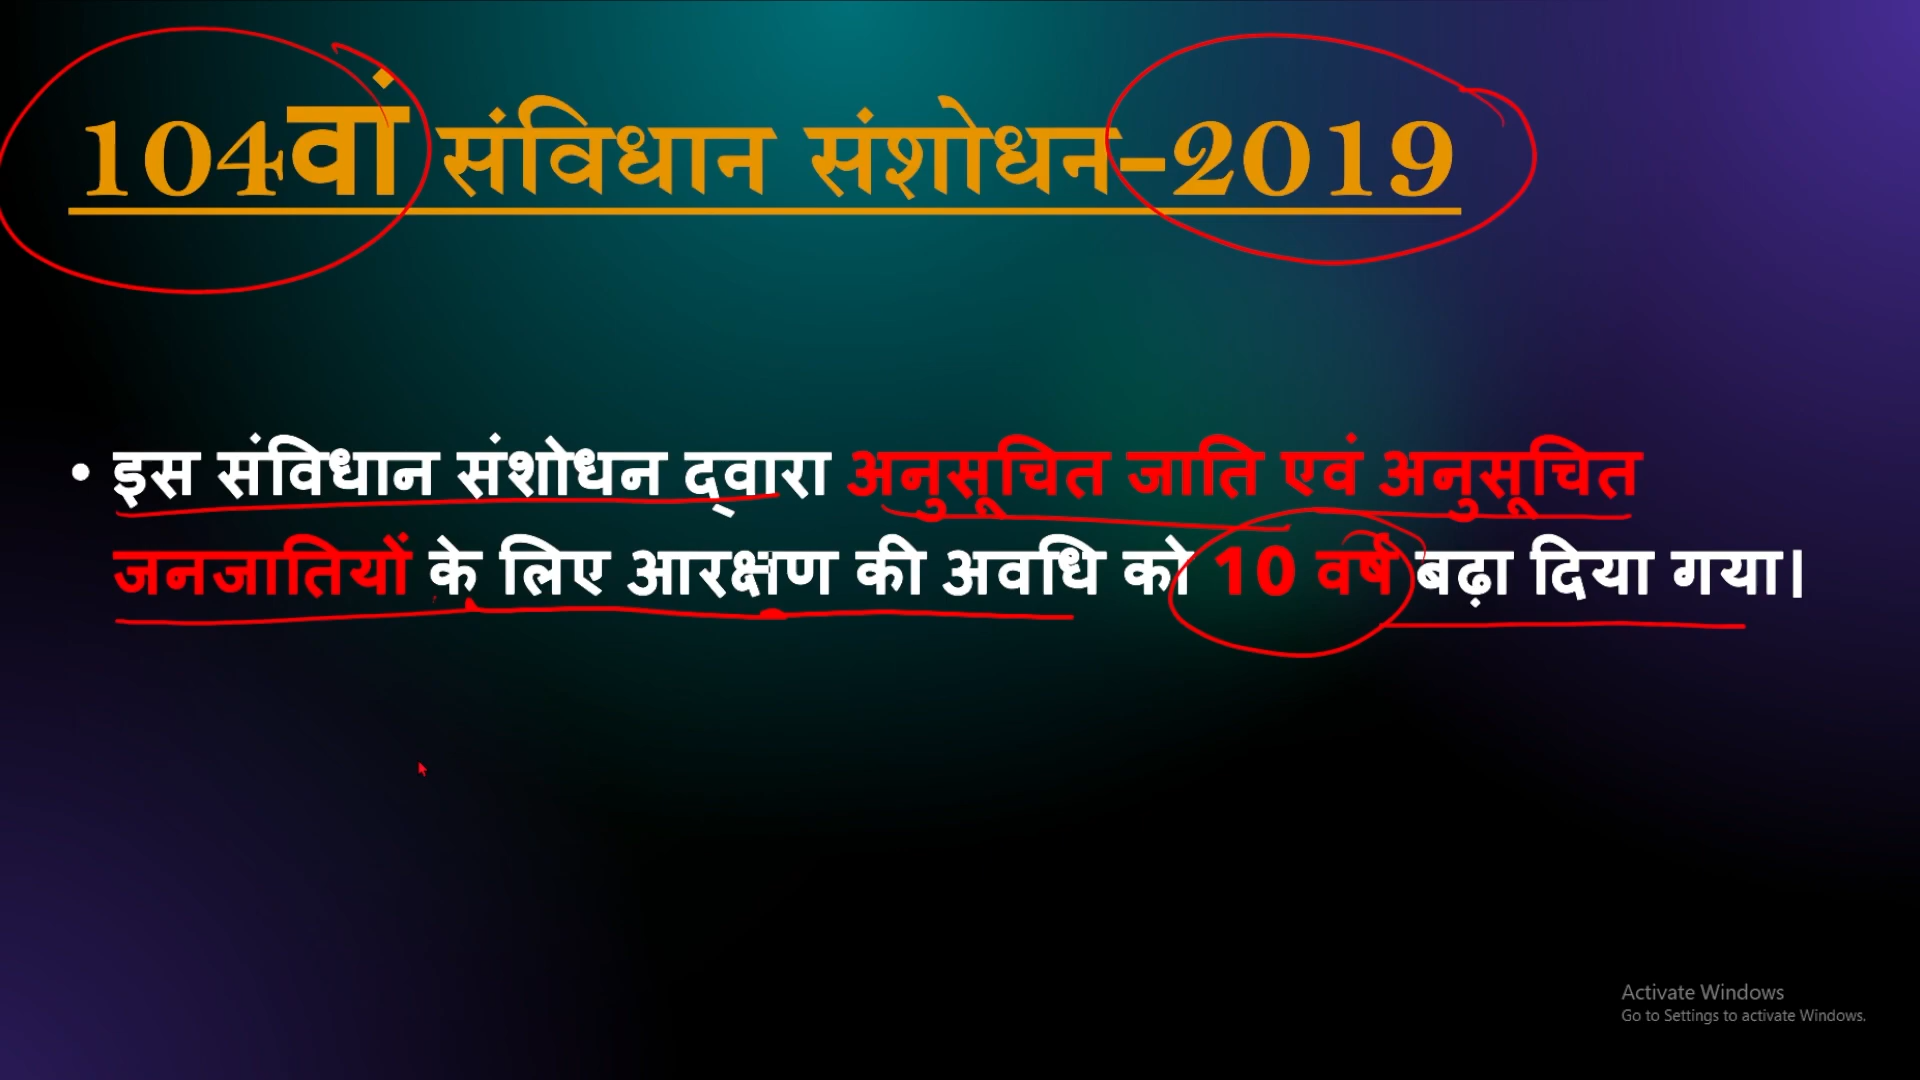 104वां संविधान संशोधन-2019
• इस संविधान संशोधन द्वारा अनुसूचित जाति एवं अनुसूचित
जनजातियों के लिए आरक्षण की अवधि को 10 वर्ष बढ़ा दिया गया।
Activate Windows
Go to Settings to activate Windows.